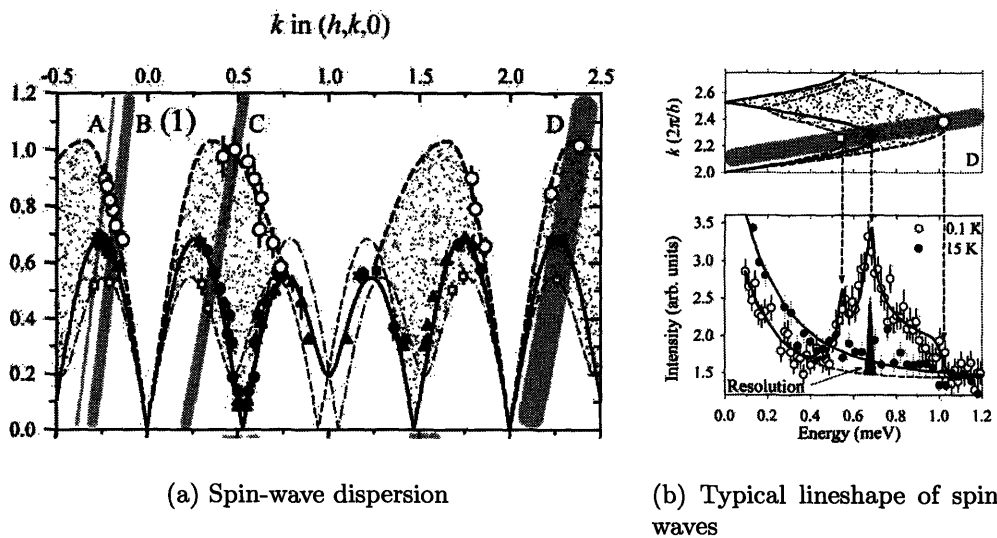 k in (h,k,0)
-0.5 0.0 0.5 1.0 1.5 2.0 2.5
1.2
A B (1) C D
1.0
0.8
0.6
0.4
0.2
0.0
(a) Spin-wave dispersion
k (2π/b)
2.6
2.4
2.2
2.0
D
Intensity (arb. units)
3.5
3.0
2.5
2.0
1.5
0.1 K
15 K
Resolution
0.0 0.2 0.4 0.6 0.8 1.0 1.2
Energy (meV)
(b) Typical lineshape of spin
waves